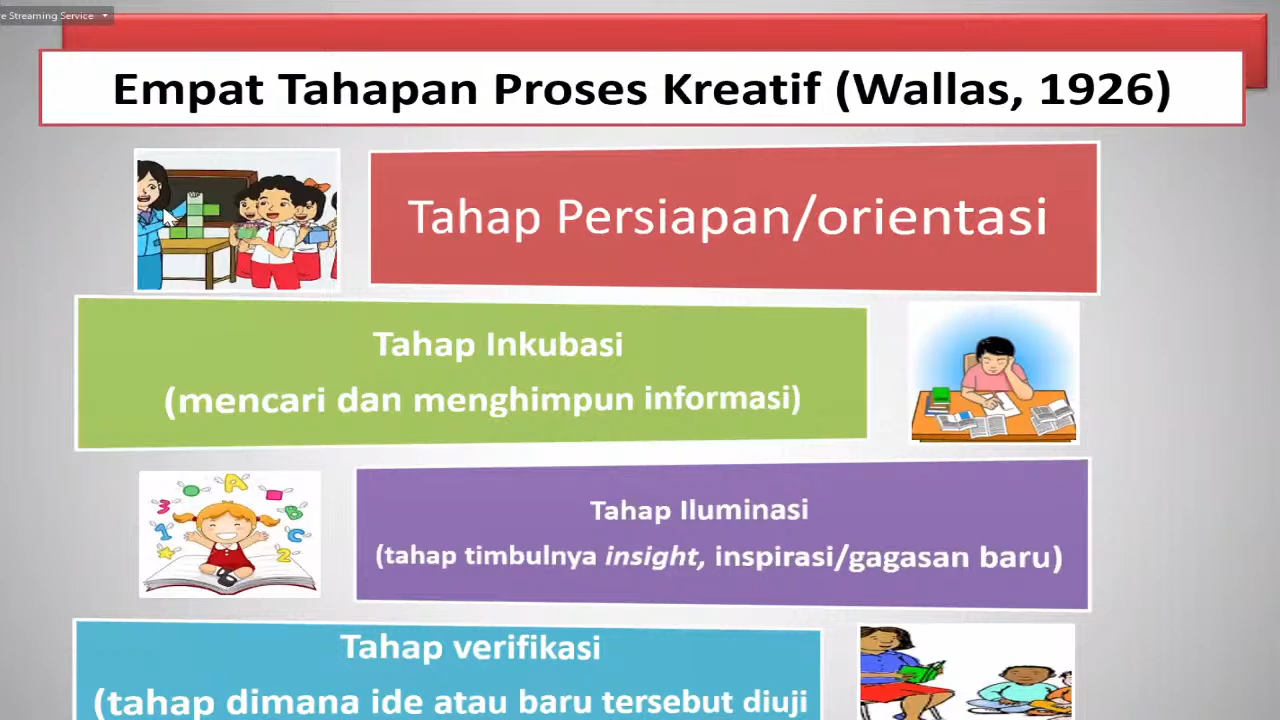 e Streaming Service
Empat Tahapan Proses Kreatif (Wallas, 1926)
Tahap Persiapan/orientasi
Tahap Inkubasi
(mencari dan menghimpun informasi)
Tahap Iluminasi
(tahap timbulnya insight, inspirasi/gagasan baru)
Tahap verifikasi
(tahap dimana ide atau baru tersebut diuji